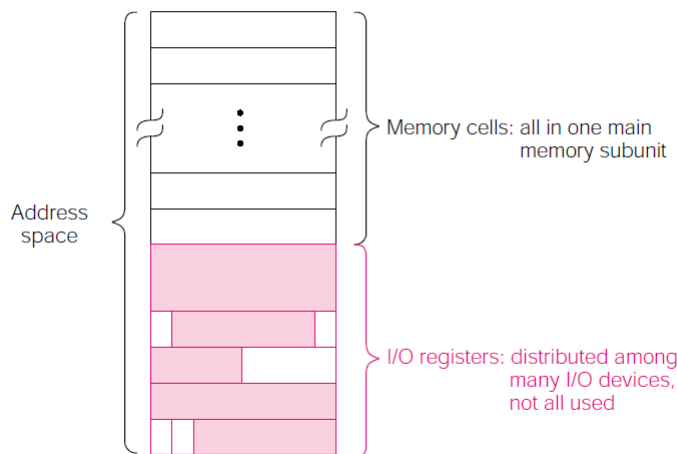 Memory cells: all in one main
memory subunit
Address
space
I/O registers: distributed among
many I/O devices,
not all used